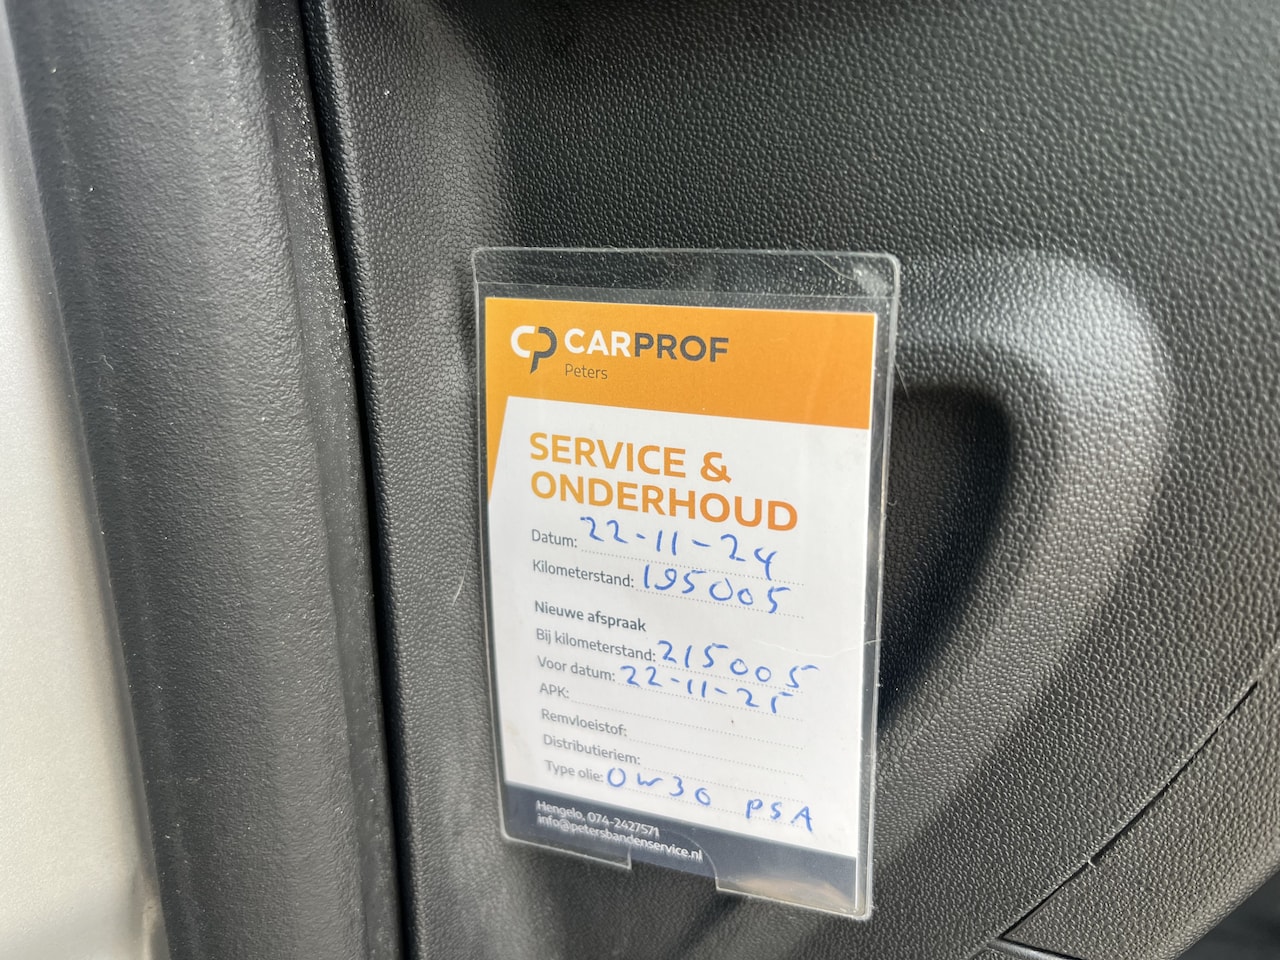 CARPROF
Peters
SERVICE &
ONDERHOUD
Datum: 22-11-24
Kilometerstand: 195005
Nieuwe afspraak
Bij kilometerstand: 215005
Voor datum: 22-11-25
APK:
Remvloeistof:
Distributieriem:
Type olie: 0W30 PSA
Hengelo, 074-2427571
info@petersbandenservice.nl